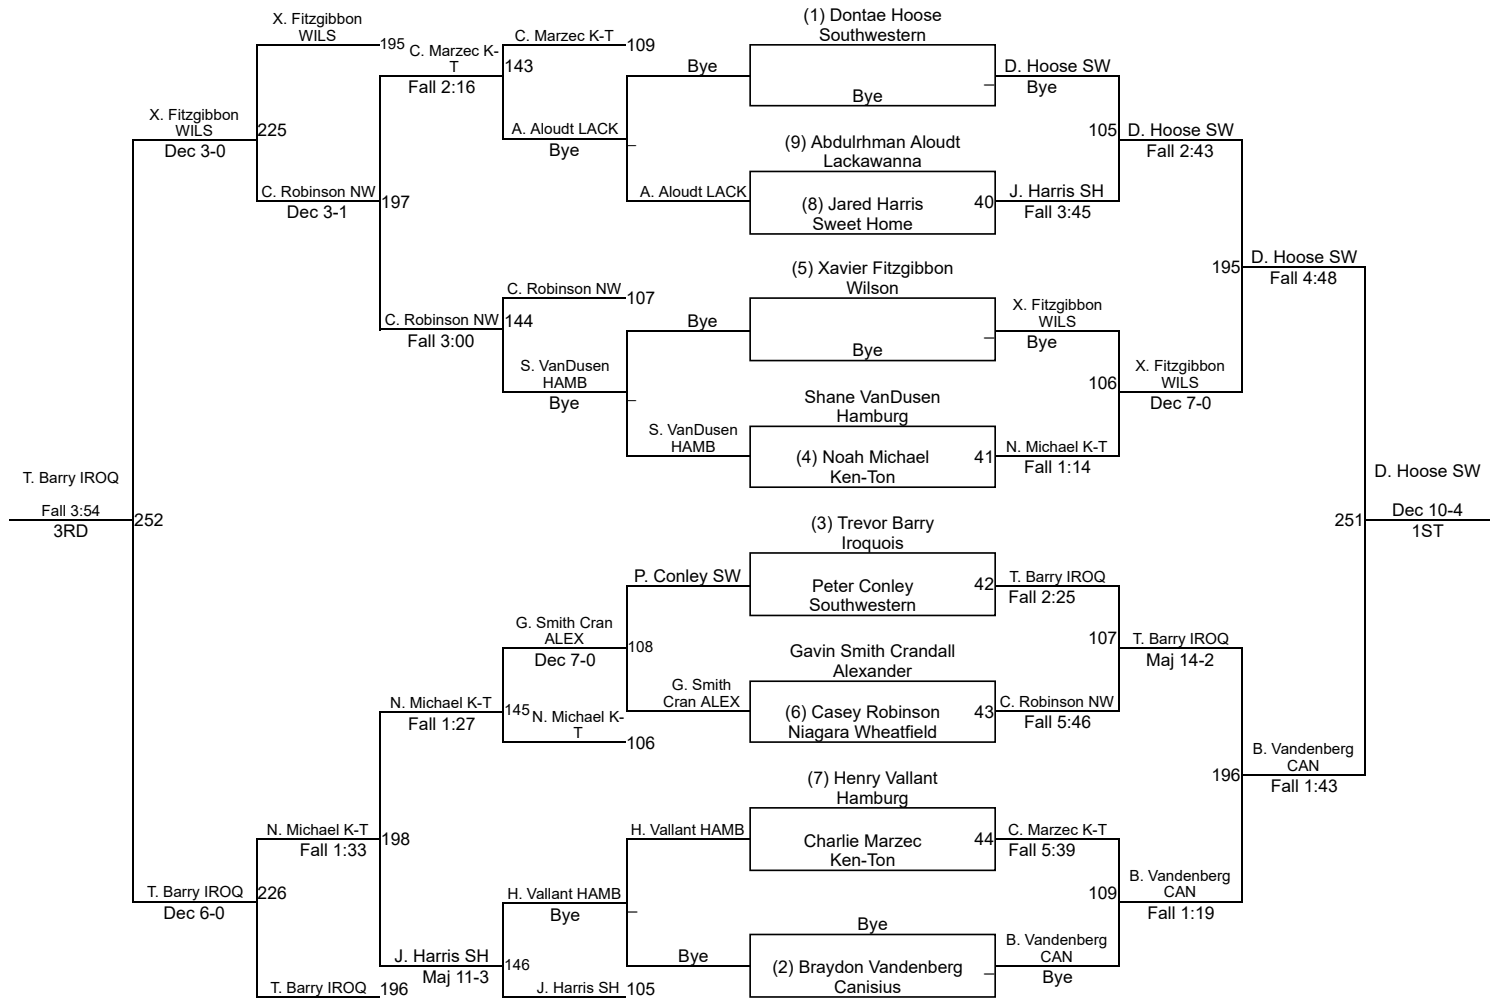 X. Fitzgibbon
WILS
195
C. Marzec K-
T
Fall 2:16
C. Marzec K-T
109
143
A. Aloudt LACK
Bye
Bye
(1) Dontae Hoose
Southwestern
Bye
D. Hoose SW
Bye
X. Fitzgibbon
WILS
Dec 3-0
225
C. Robinson NW
Dec 3-1
197
A. Aloudt LACK
(9) Abdulrhman Aloudt
Lackawanna
(8) Jared Harris
Sweet Home
40
J. Harris SH
Fall 3:45
105
D. Hoose SW
Fall 2:43
C. Robinson NW
Fall 3:00
C. Robinson NW
107
144
S. VanDusen
HAMB
Bye
Bye
(5) Xavier Fitzgibbon
Wilson
Bye
X. Fitzgibbon
WILS
Bye
195
D. Hoose SW
Fall 4:48
S. VanDusen
HAMB
Shane VanDusen
Hamburg
(4) Noah Michael
Ken-Ton
41
N. Michael K-T
Fall 1:14
106
X. Fitzgibbon
WILS
Dec 7-0
T. Barry IROQ
Fall 3:54
3RD
252
D. Hoose SW
251
Dec 10-4
1ST
P. Conley SW
(3) Trevor Barry
Iroquois
Peter Conley
Southwestern
42
T. Barry IROQ
Fall 2:25
G. Smith Cran
ALEX
Dec 7-0
108
G. Smith
Cran ALEX
Gavin Smith Crandall
Alexander
(6) Casey Robinson
Niagara Wheatfield
43
C. Robinson NW
Fall 5:46
107
T. Barry IROQ
Maj 14-2
N. Michael K-T
Fall 1:27
145
N. Michael K-
T
106
196
B. Vandenberg
CAN
Fall 1:43
N. Michael K-T
Fall 1:33
198
H. Vallant HAMB
(7) Henry Vallant
Hamburg
Charlie Marzec
Ken-Ton
44
C. Marzec K-T
Fall 5:39
T. Barry IROQ
Dec 6-0
226
H. Vallant HAMB
Bye
109
B. Vandenberg
CAN
Fall 1:19
J. Harris SH
Maj 11-3
146
Bye
Bye
(2) Braydon Vandenberg
Canisius
B. Vandenberg
CAN
Bye
T. Barry IROQ
196
J. Harris SH
105